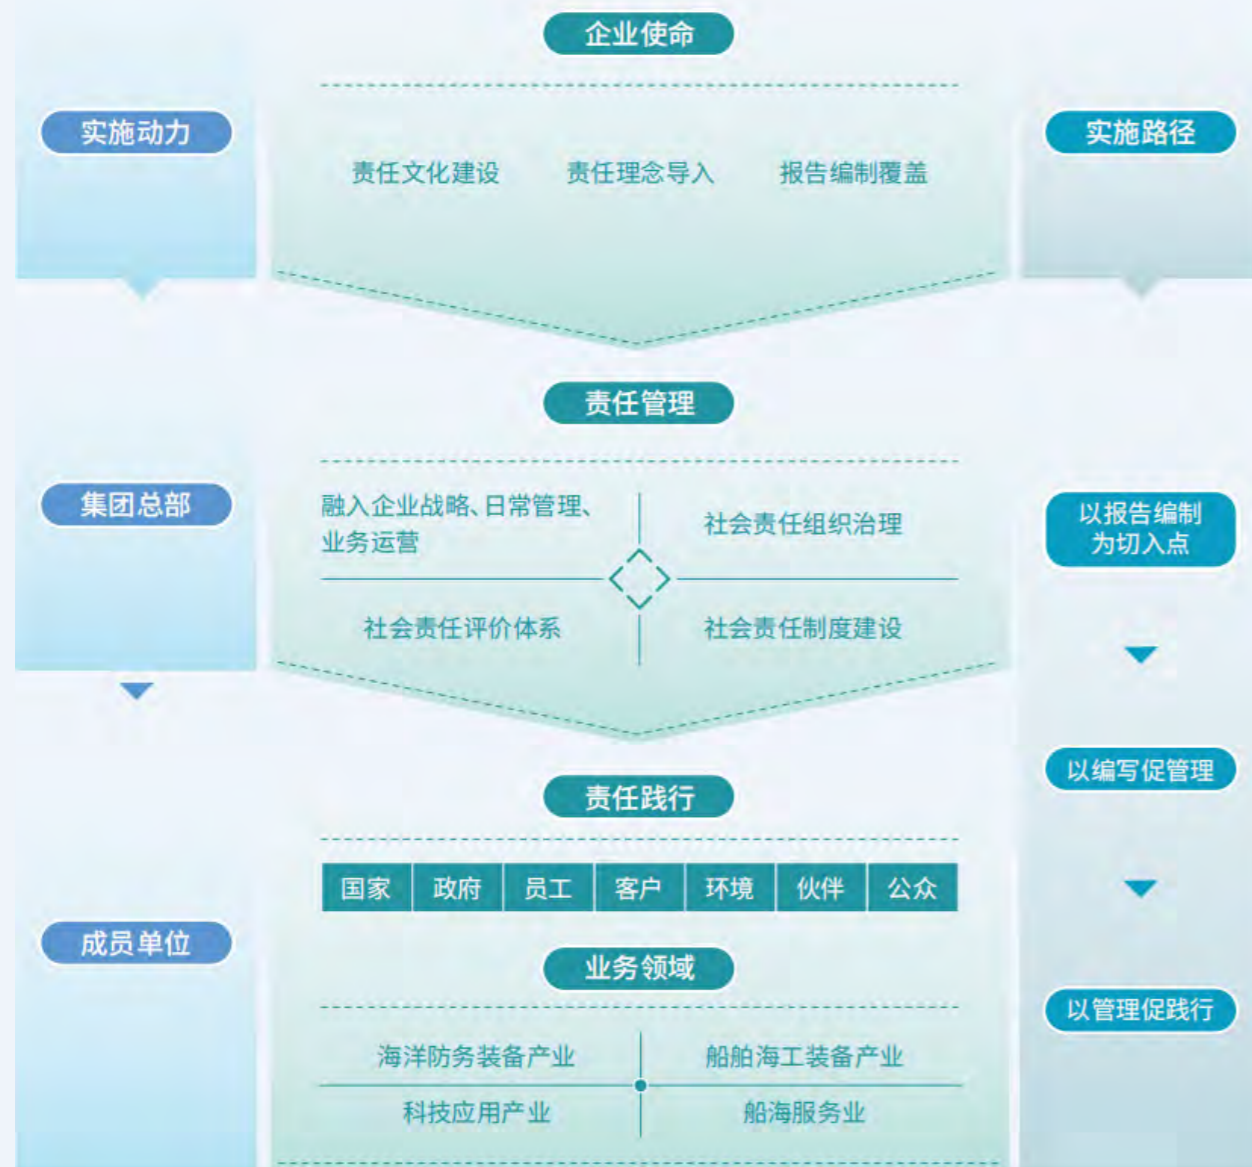 企业使命
实施动力
实施路径
责任文化建设
责任理念导入
报告编制覆盖
责任管理
集团总部
融入企业战略、日常管理、
业务运营
社会责任组织治理
以报告编制
为切入点
社会责任评价体系
社会责任制度建设
以编写促管理
责任践行
国家
政府
员工
客户
环境
伙伴
公众
成员单位
业务领域
以管理促践行
海洋防务装备产业
船舶海工装备产业
科技应用产业
船海服务业